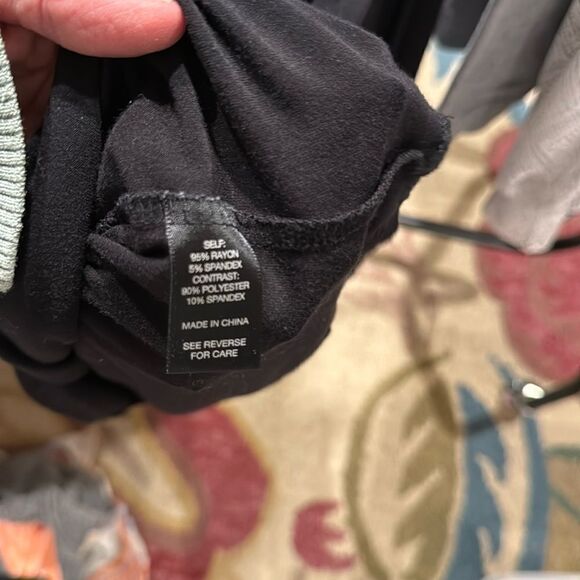 SELF:
95% RAYON
5% SPANDEX
CONTRAST:
90% POLYESTER
10% SPANDEX
MADE IN CHINA
SEE REVERSE
FOR CARE